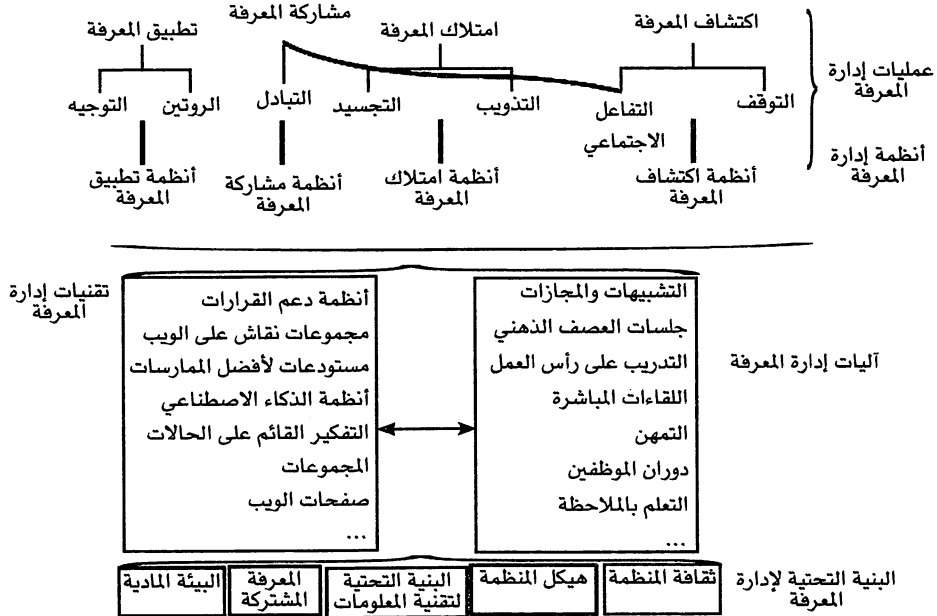 اكتشاف المعرفة
امتلاك المعرفة
مشاركة المعرفة
تطبيق المعرفة
عمليات إدارة
المعرفة
التوقف
التفاعل
الاجتماعي
التذويب
التجسيد
التبادل
الروتين
التوجيه
أنظمة إدارة
المعرفة
أنظمة اكتشاف
المعرفة
أنظمة امتلاك
المعرفة
أنظمة مشاركة
المعرفة
أنظمة تطبيق
المعرفة
آليات إدارة المعرفة
التشبيهات والمجازات
جلسات العصف الذهني
التدريب على رأس العمل
اللقاءات المباشرة
التمهن
دوران الموظفين
التعلم بالملاحظة
...
تقنيات إدارة
المعرفة
أنظمة دعم القرارات
مجموعات نقاش على الويب
مستودعات لأفضل الممارسات
أنظمة الذكاء الاصطناعي
التفكير القائم على الحالات
المجموعات
صفحات الويب
...
البنية التحتية لإدارة
المعرفة
ثقافة المنظمة
هيكل المنظمة
البنية التحتية
لتقنية المعلومات
المعرفة
المشتركة
البيئة المادية